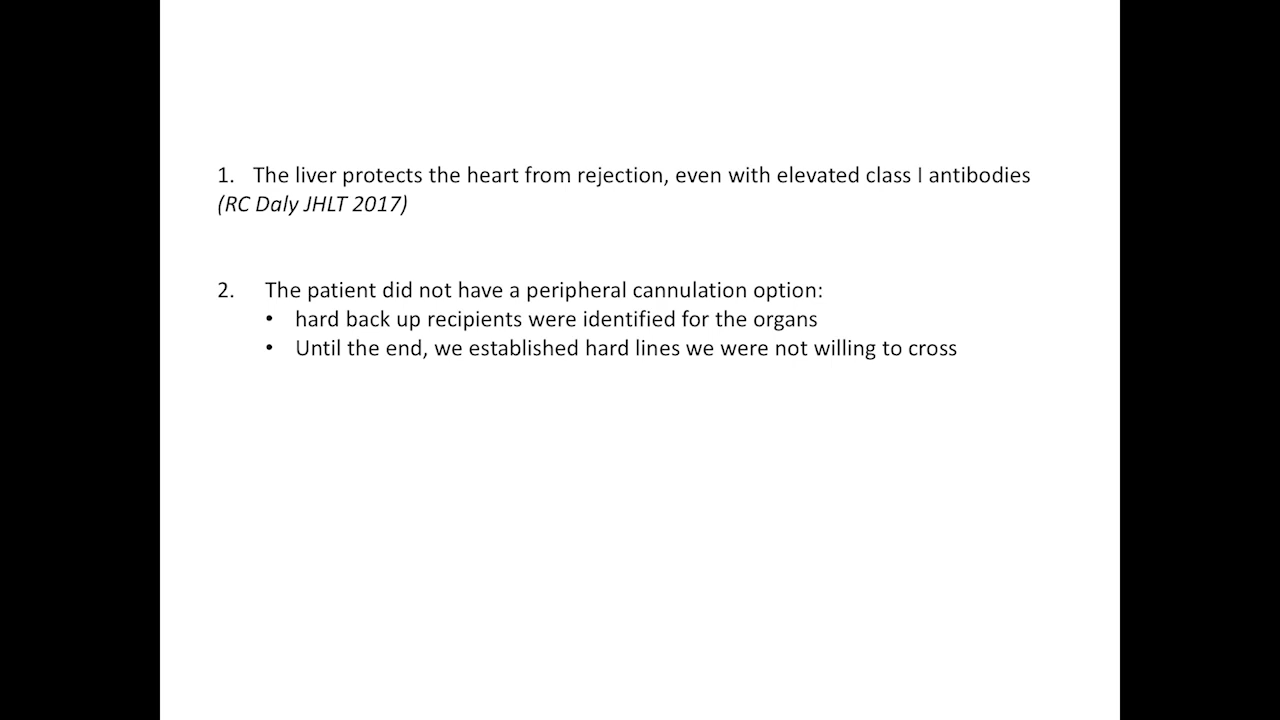 1. The liver protects the heart from rejection, even with elevated class I antibodies
(RC Daly JHLT 2017)
2. The patient did not have a peripheral cannulation option:
• hard back up recipients were identified for the organs
• Until the end, we established hard lines we were not willing to cross